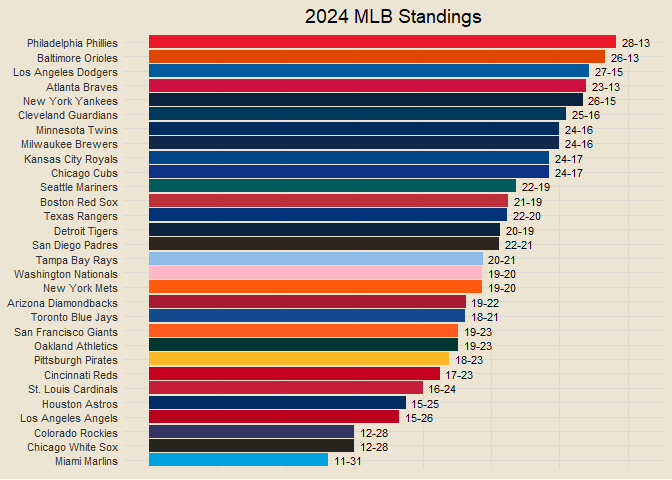 2024 MLB Standings
Philadelphia Phillies 28-13
Baltimore Orioles 26-13
Los Angeles Dodgers 27-15
Atlanta Braves 23-13
New York Yankees 26-15
Cleveland Guardians 25-16
Minnesota Twins 24-16
Milwaukee Brewers 24-16
Kansas City Royals 24-17
Chicago Cubs 24-17
Seattle Mariners 22-19
Boston Red Sox 21-19
Texas Rangers 22-20
Detroit Tigers 20-19
San Diego Padres 22-21
Tampa Bay Rays 20-21
Washington Nationals 19-20
New York Mets 19-20
Arizona Diamondbacks 19-22
Toronto Blue Jays 18-21
San Francisco Giants 19-23
Oakland Athletics 19-23
Pittsburgh Pirates 18-23
Cincinnati Reds 17-23
St. Louis Cardinals 16-24
Houston Astros 15-25
Los Angeles Angels 15-26
Colorado Rockies 12-28
Chicago White Sox 12-28
Miami Marlins 11-31